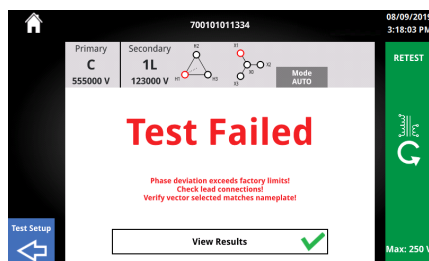 700101011334
08/09/2019
3:18:03 PM
Primary
C
555000 V
Secondary
1L
123000 V
H2
H1
H3
X1
X0
X2
X3
Mode
AUTO
RETEST
Test Failed
Phase deviation exceeds factory limits!
Check lead connections!
Verify vector selected matches nameplate!
Test Setup
View Results
Max: 250 V